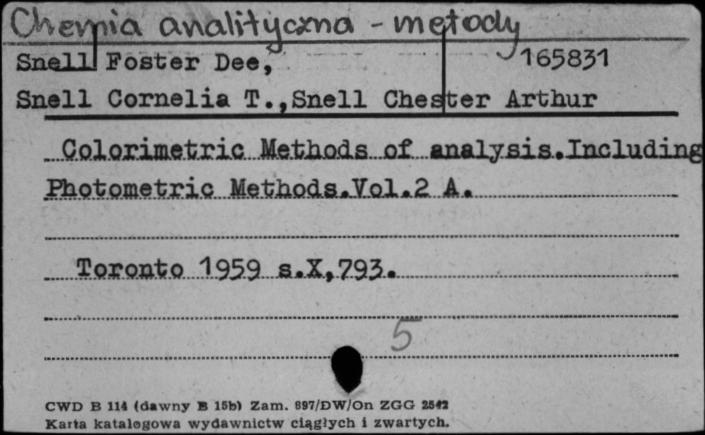 Chemia analityczna - metody
Snell Foster Dee, 165831
Snell Cornelia T.,Snell Chester Arthur
Colorimetric Methods of analysis.Including
Photometric Methods.Vol.2 A.
Toronto 1959 s.X,793.
5
CWD B 114 (dawny B 15b) Zam. 897/DW/On ZGG 2542
Karta katalogowa wydawnictw ciągłych i zwartych.